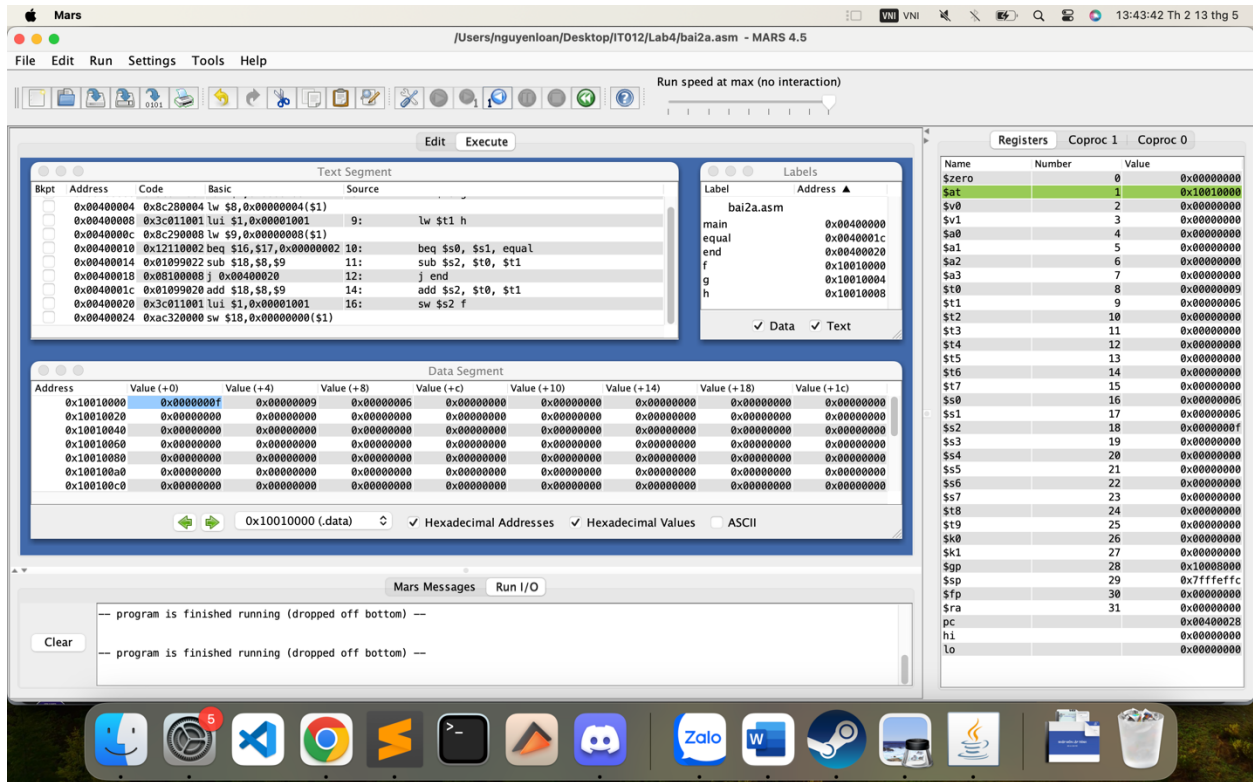 Mars VNI VNI 13:43:42 Th 2 13 thg 5
/Users/nguyenloan/Desktop/IT012/Lab4/bai2a.asm - MARS 4.5
File Edit Run Settings Tools Help
Run speed at max (no interaction)
Edit Execute
Text Segment
Bkpt Address Code Basic Source
0x00400004 0x8c280004 lw $8,0x00000004($1)
0x00400008 0x3c011001 lui $1,0x00001001 9: lw $t1 h
0x0040000c 0x8c290008 lw $9,0x00000008($1)
0x00400010 0x12110002 beq $16,$17,0x00000002 10: beq $s0, $s1, equal
0x00400014 0x01099022 sub $18,$8,$9 11: sub $s2, $t0, $t1
0x00400018 0x08100008 j 0x00400020 12: j end
0x0040001c 0x01099020 add $18,$8,$9 14: add $s2, $t0, $t1
0x00400020 0x3c011001 lui $1,0x00001001 16: sw $s2 f
0x00400024 0xac320000 sw $18,0x00000000($1)
Labels
Label Address ▲
bai2a.asm
main 0x00400000
equal 0x0040001c
end 0x00400020
f 0x10010000
g 0x10010004
h 0x10010008
Data Text
Data Segment
Address Value (+0) Value (+4) Value (+8) Value (+c) Value (+10) Value (+14) Value (+18) Value (+1c)
0x10010000 0x0000000f 0x00000009 0x00000006 0x00000000 0x00000000 0x00000000 0x00000000 0x00000000
0x10010020 0x00000000 0x00000000 0x00000000 0x00000000 0x00000000 0x00000000 0x00000000 0x00000000
0x10010040 0x00000000 0x00000000 0x00000000 0x00000000 0x00000000 0x00000000 0x00000000 0x00000000
0x10010060 0x00000000 0x00000000 0x00000000 0x00000000 0x00000000 0x00000000 0x00000000 0x00000000
0x10010080 0x00000000 0x00000000 0x00000000 0x00000000 0x00000000 0x00000000 0x00000000 0x00000000
0x100100a0 0x00000000 0x00000000 0x00000000 0x00000000 0x00000000 0x00000000 0x00000000 0x00000000
0x100100c0 0x00000000 0x00000000 0x00000000 0x00000000 0x00000000 0x00000000 0x00000000 0x00000000
0x10010000 (.data) Hexadecimal Addresses Hexadecimal Values ASCII
Mars Messages Run I/O
-- program is finished running (dropped off bottom) --
Clear
-- program is finished running (dropped off bottom) --
Registers Coproc 1 Coproc 0
Name Number Value
$zero 0 0x00000000
$at 1 0x10010000
$v0 2 0x00000000
$v1 3 0x00000000
$a0 4 0x00000000
$a1 5 0x00000000
$a2 6 0x00000000
$a3 7 0x00000000
$t0 8 0x00000009
$t1 9 0x00000006
$t2 10 0x00000000
$t3 11 0x00000000
$t4 12 0x00000000
$t5 13 0x00000000
$t6 14 0x00000000
$t7 15 0x00000000
$s0 16 0x00000006
$s1 17 0x00000006
$s2 18 0x0000000f
$s3 19 0x00000000
$s4 20 0x00000000
$s5 21 0x00000000
$s6 22 0x00000000
$s7 23 0x00000000
$t8 24 0x00000000
$t9 25 0x00000000
$k0 26 0x00000000
$k1 27 0x00000000
$gp 28 0x10008000
$sp 29 0x7fffeffc
$fp 30 0x00000000
$ra 31 0x00000000
pc 0x00400028
hi 0x00000000
lo 0x00000000
5
Zalo
W